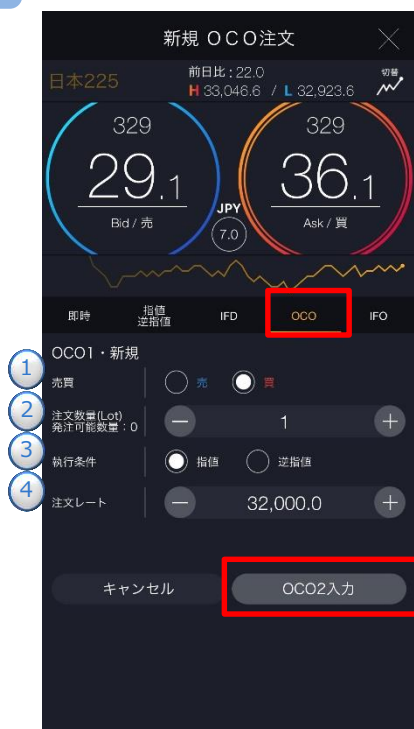 新規 OCO注文
日本225
前日比：22.0
H 33,046.6 / L 32,923.6
切替
329
29.1
Bid / 売
JPY
7.0
329
36.1
Ask / 買
即時
指値
逆指値
IFD
OCO
IFO
OCO1・新規
1
売買
売
買
2
注文数量(Lot)
発注可能数量：0
1
3
執行条件
指値
逆指値
4
注文レート
32,000.0
キャンセル
OCO2入力